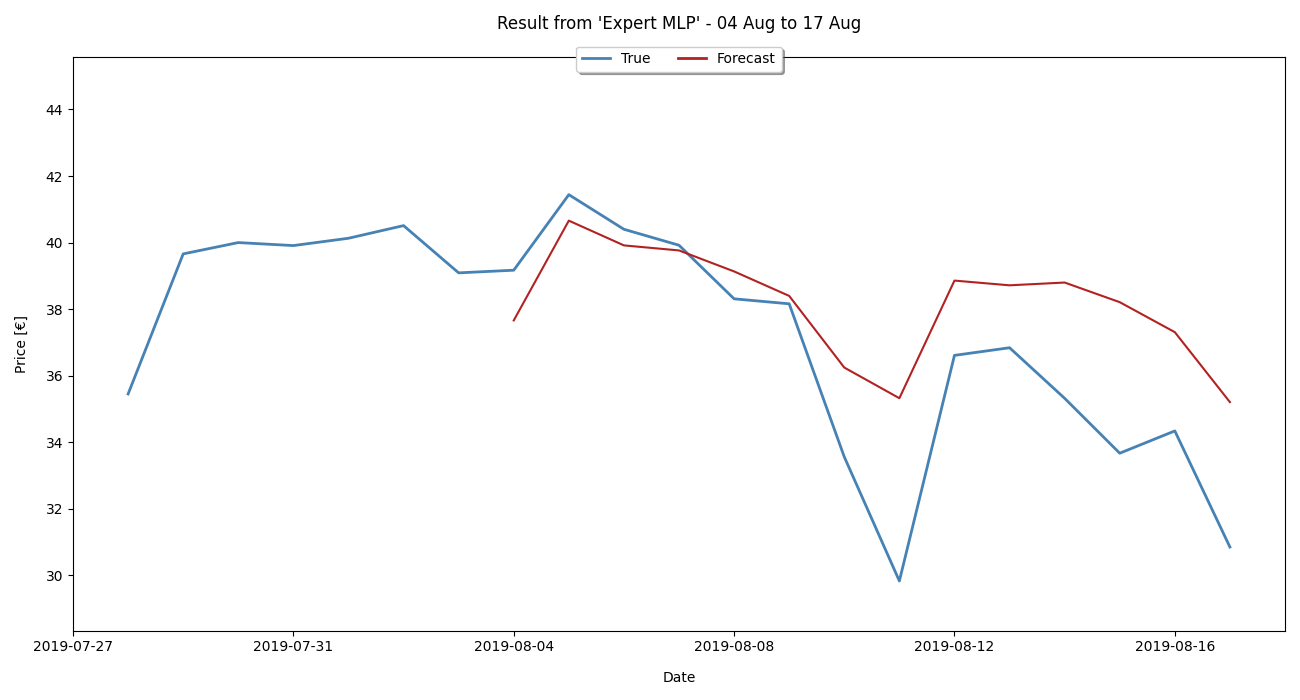 Result from 'Expert MLP' - 04 Aug to 17 Aug
True Forecast
44
42
40
38
36
34
32
30
Price [€]
2019-07-27 2019-07-31 2019-08-04 2019-08-08 2019-08-12 2019-08-16
Date